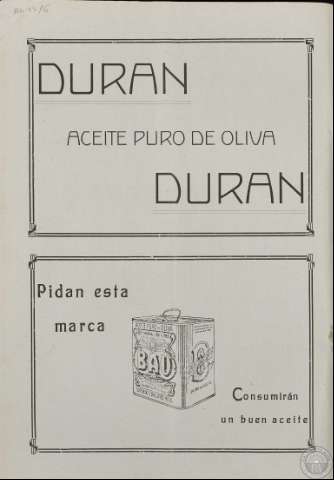 DURAN
ACEITE PURO DE OLIVA
DURAN
Pidan esta
marca
BAU
Consumirán
un buen aceite